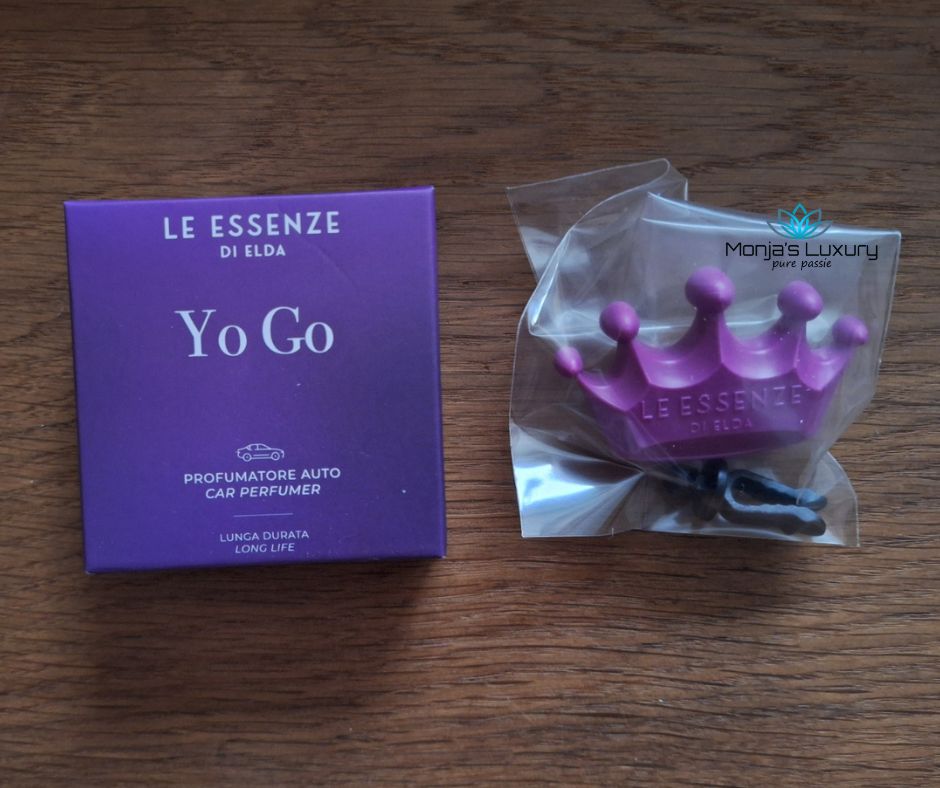 LE ESSENZE
DI ELDA
Yo Go
PROFUMATORE AUTO
CAR PERFUMER
LUNGA DURATA
LONG LIFE
Monja's Luxury
pure passie
LE ESSENZE
DI ELDA